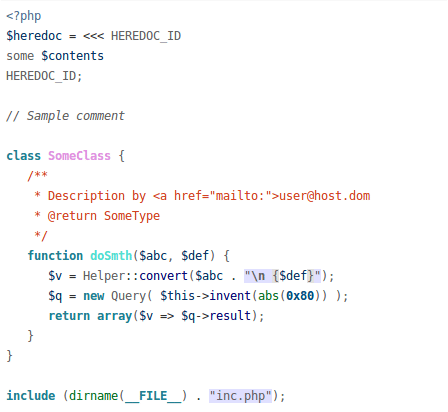 <?php
$heredoc = <<< HEREDOC_ID
some $contents
HEREDOC_ID;
// Sample comment
class SomeClass {
/**
* Description by <a href="mailto:">user@host.dom
* @return SomeType
*/
function doSmth($abc, $def) {
$v = Helper::convert($abc . "\n {$def}");
$q = new Query( $this->invent(abs(0x80)) );
return array($v => $q->result);
}
}
include (dirname(__FILE__) . "inc.php");